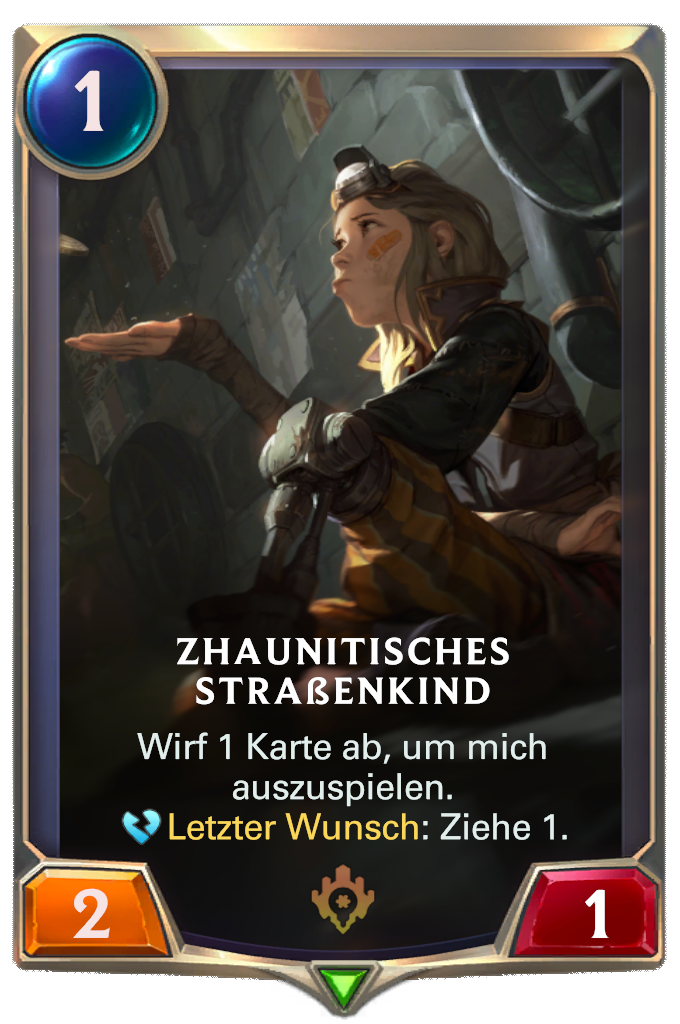 1
ZHAUNITISCHES
STRAßENKIND
Wirf 1 Karte ab, um mich
auszuspielen.
Letzter Wunsch: Ziehe 1.
2
1